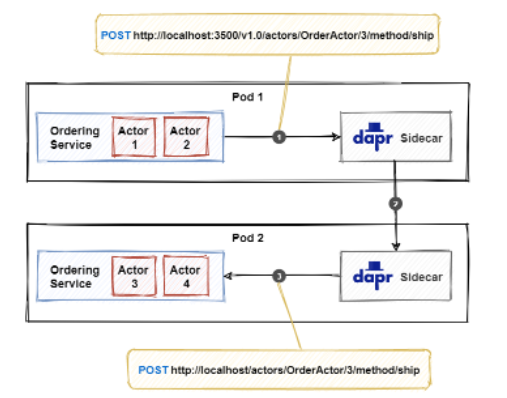 POST http://localhost:3500/v1.0/actors/OrderActor/3/method/ship
Pod 1
Ordering
Service
Actor
1
Actor
2
1
dapr Sidecar
2
Pod 2
Ordering
Service
Actor
3
Actor
4
3
dapr Sidecar
POST http://localhost/actors/OrderActor/3/method/ship